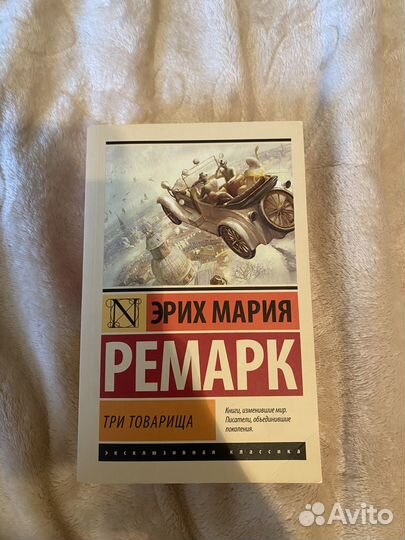 N
ЭРИХ МАРИЯ
РЕМАРК
ТРИ ТОВАРИЩА
Книги, изменившие мир.
Писатели, объединившие
поколения.
эксклюзивная классика
Avito